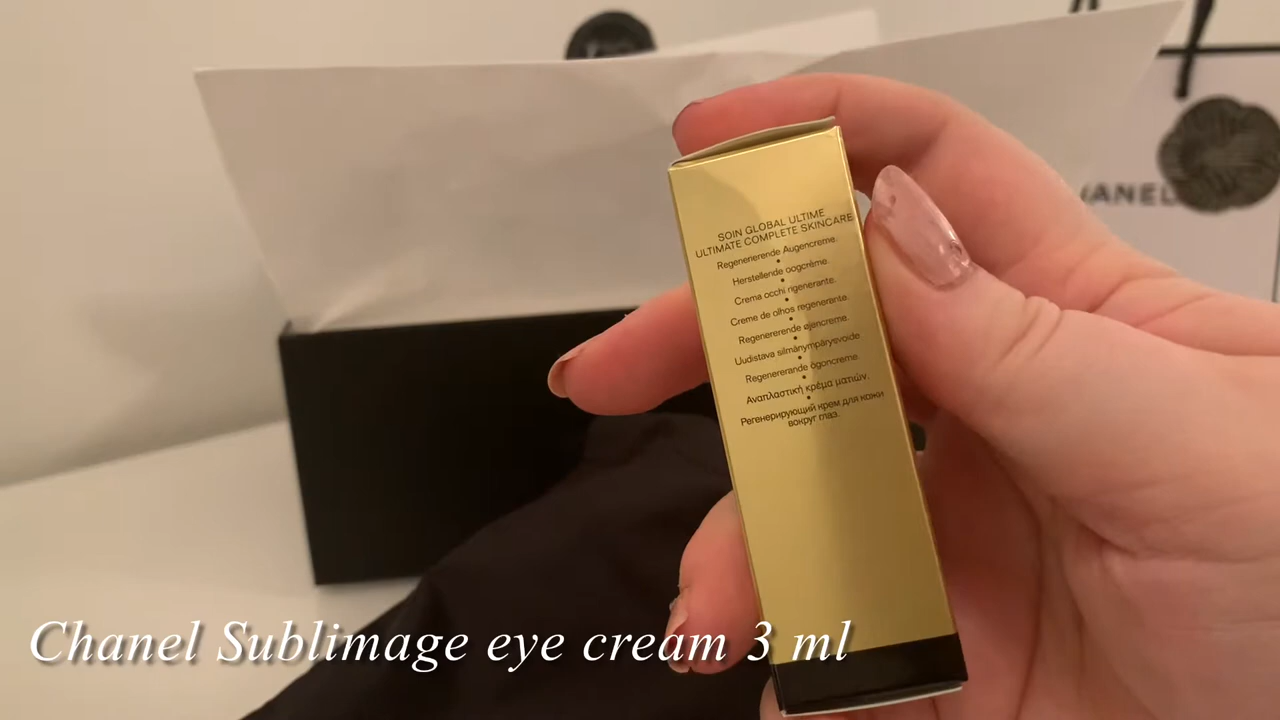 HANEL
SOIN GLOBAL ULTIME
ULTIMATE COMPLETE SKINCARE
Regenerierende Augencreme.
•
Herstellende oogcrème.
•
Crema occhi rigenerante.
•
Creme de olhos regenerante.
•
Regenererende øjencreme.
•
Uudistava silmänympärysvoide
•
Regenererande ögoncreme.
•
Αναπλαστική κρέμα ματιών.
•
Регенерирующий крем для кожи
вокруг глаз.
Chanel Sublimage eye cream 3 ml